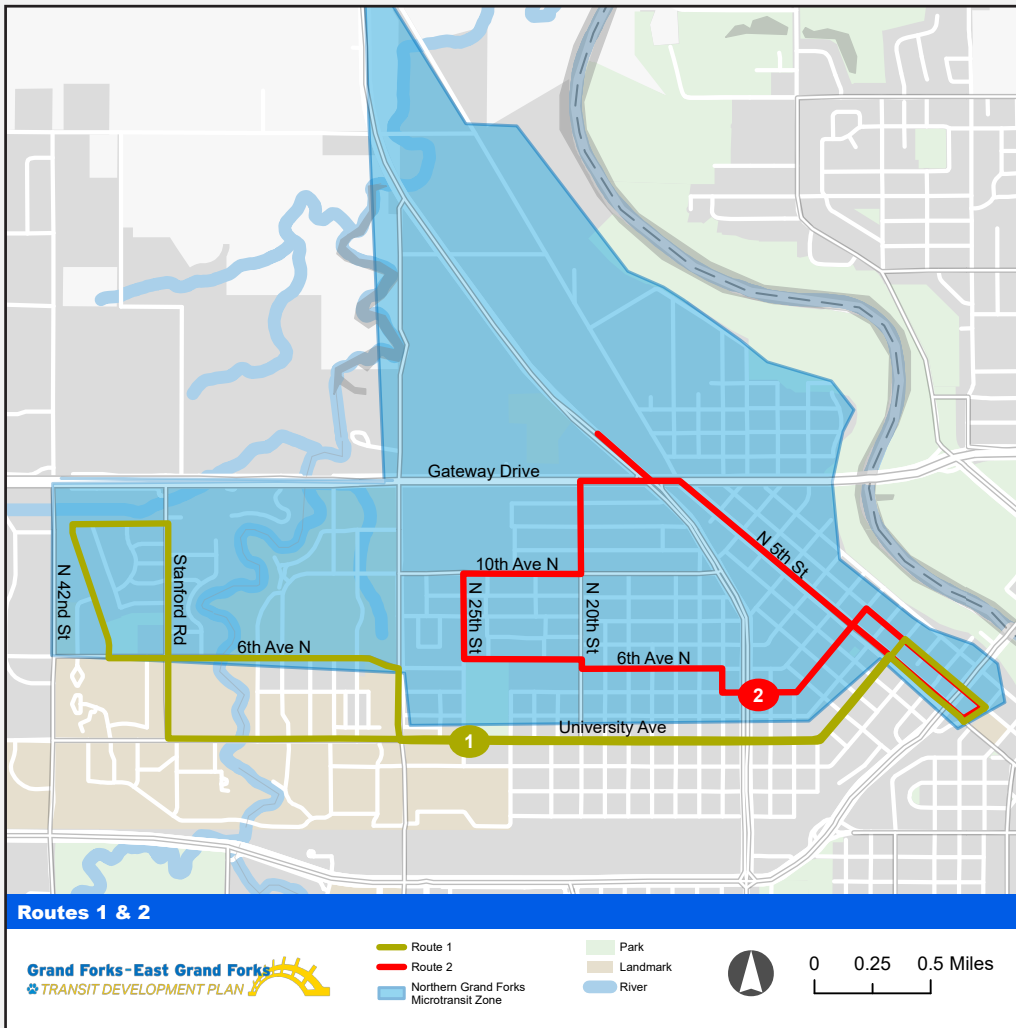 Gateway Drive
N 5th St
10th Ave N
N 42nd St
Stanford Rd
N 25th St
N 20th St
6th Ave N
6th Ave N
2
University Ave
1
Routes 1 & 2
Grand Forks-East Grand Forks
TRANSIT DEVELOPMENT PLAN
Route 1
Route 2
Northern Grand Forks
Microtransit Zone
Park
Landmark
River
0 0.25 0.5 Miles